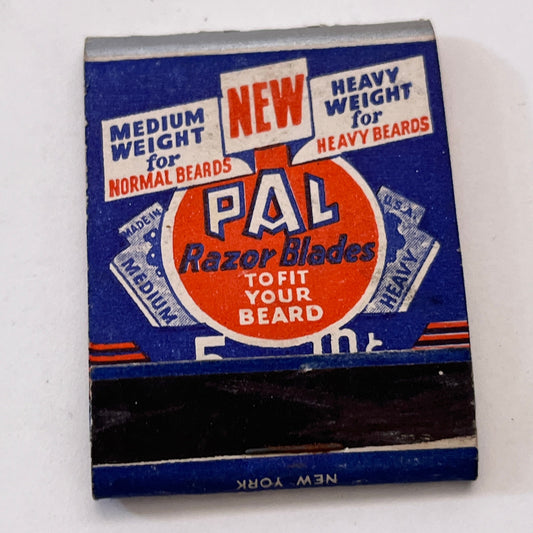 MEDIUM
WEIGHT
for
NORMAL BEARDS
NEW
HEAVY
WEIGHT
for
HEAVY BEARDS
PAL
Razor Blades
TO FIT
YOUR
BEARD
MADE IN
MEDIUM
U.S.A.
HEAVY
10¢
NEW YORK